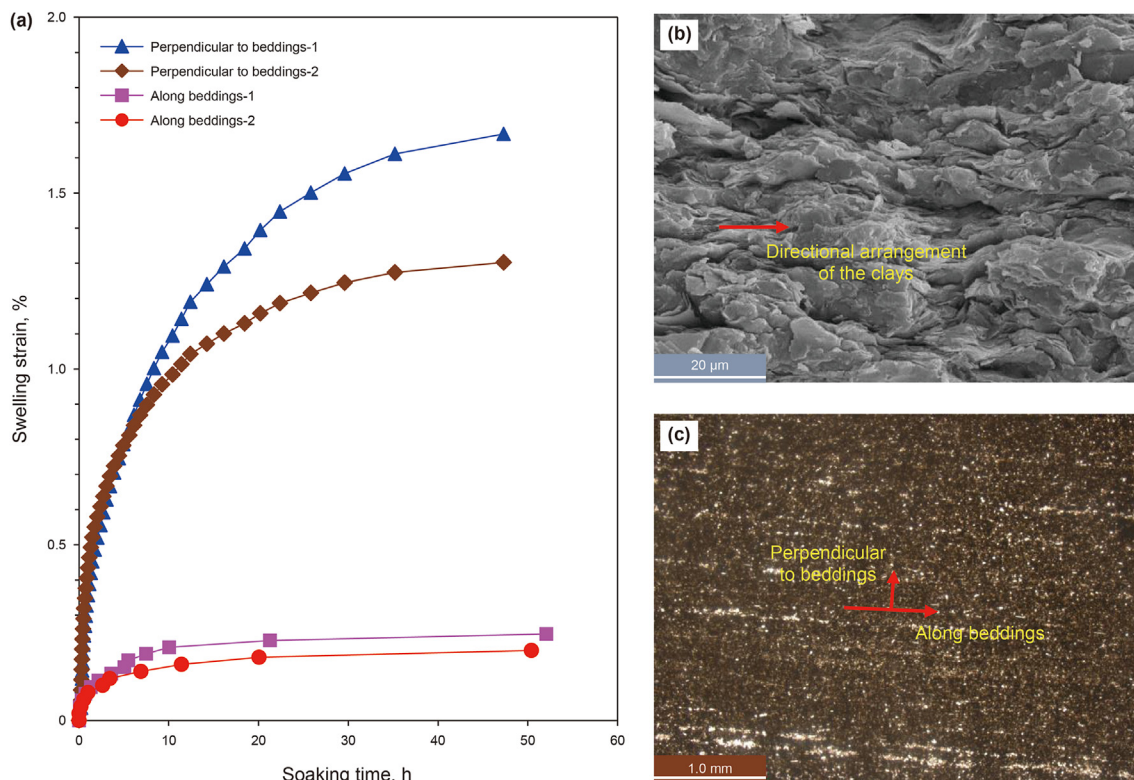 (a)
2.0
1.5
1.0
0.5
0
Swelling strain, %
Perpendicular to beddings-1
Perpendicular to beddings-2
Along beddings-1
Along beddings-2
0
10
20
30
40
50
60
Soaking time, h
(b)
Directional arrangement
of the clays
20 μm
(c)
Perpendicular
to beddings
Along beddings
1.0 mm